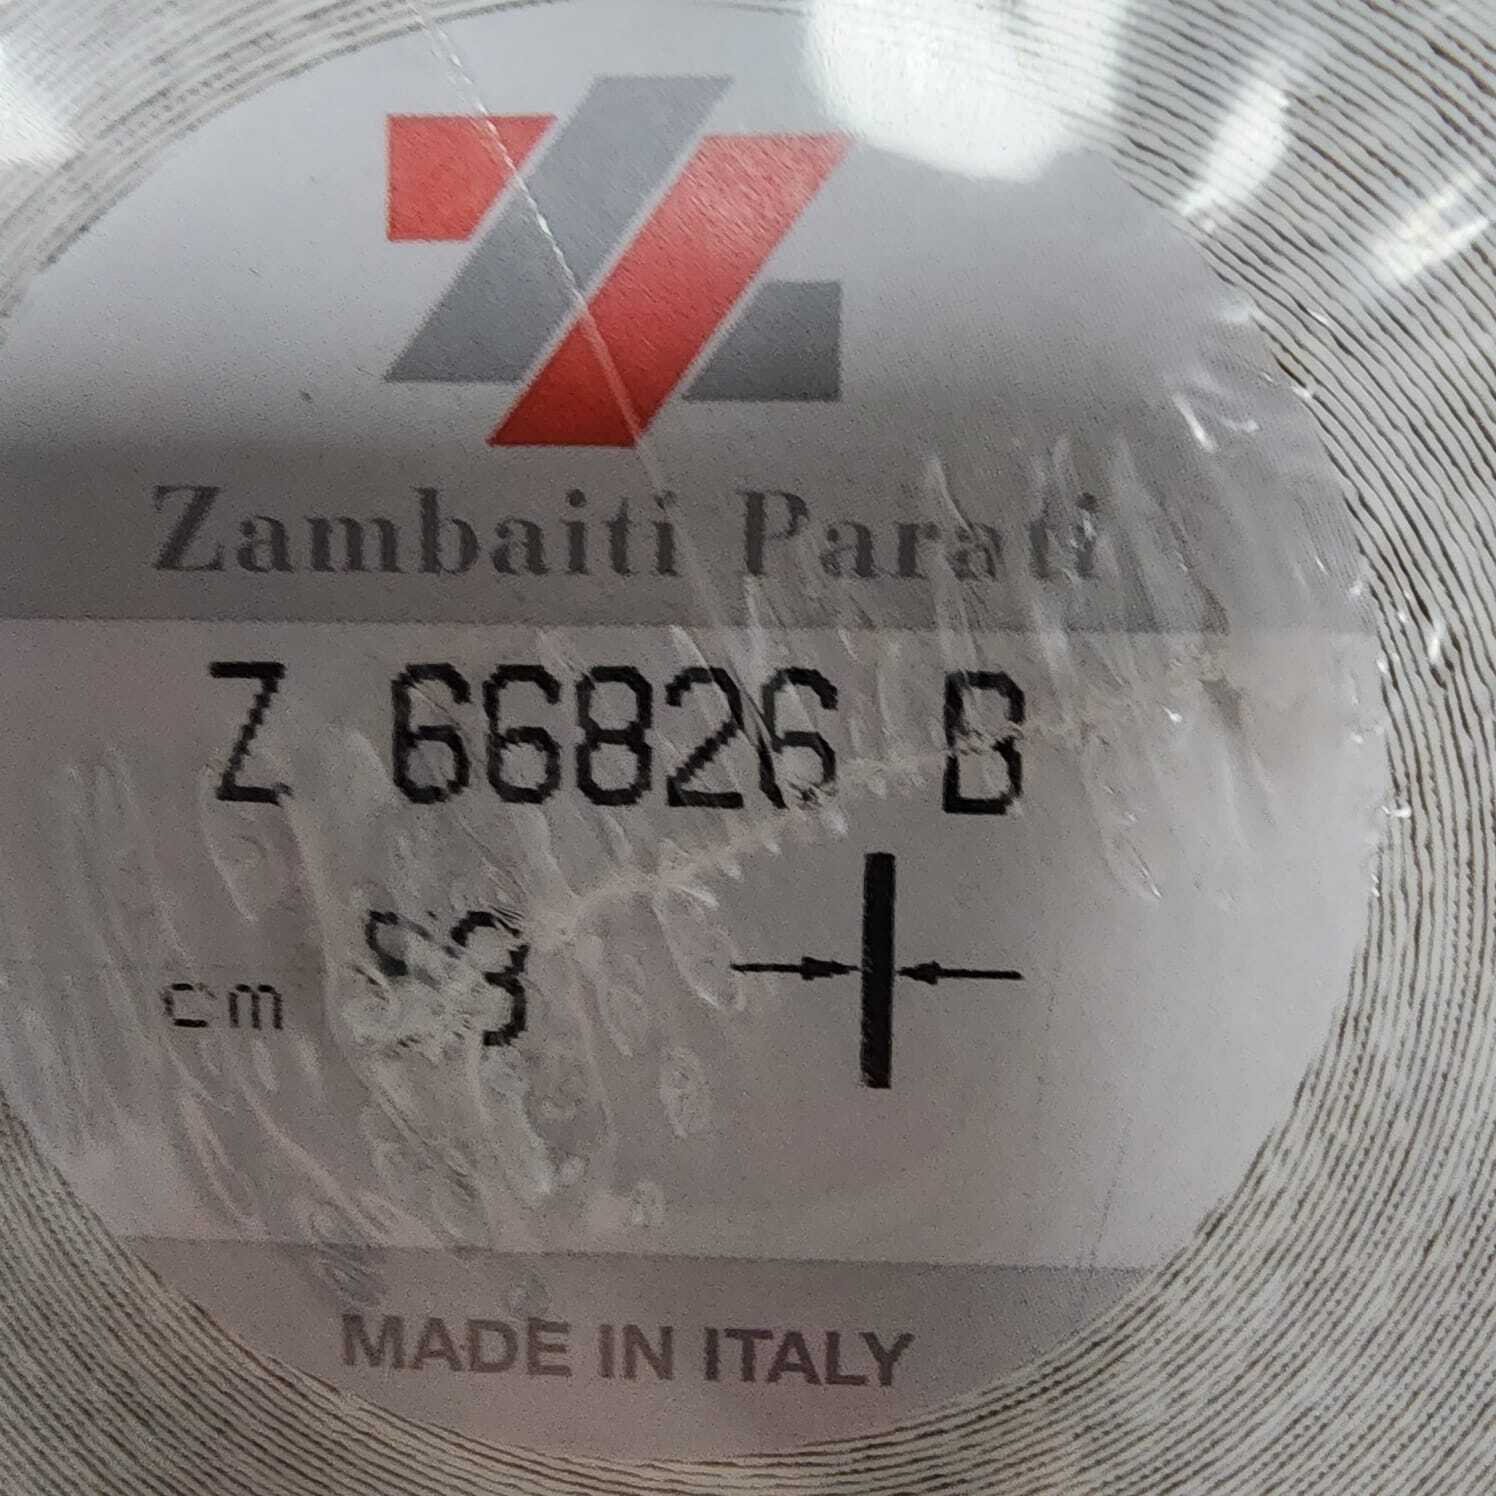 Zambaiti Parati
Z 66826 B
cm
MADE IN ITALY